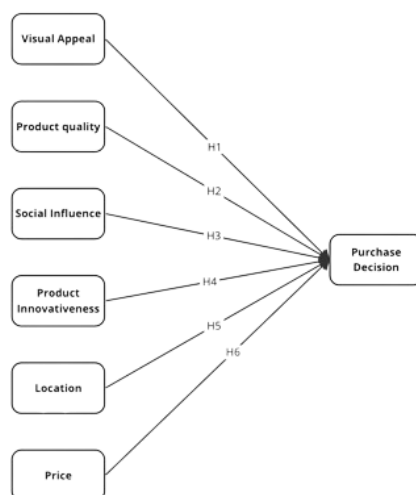 Visual Appeal
H1
Product quality
H2
Social Influence
H3
Purchase
Decision
Product
Innovativeness
H4
H5
Location
H6
Price